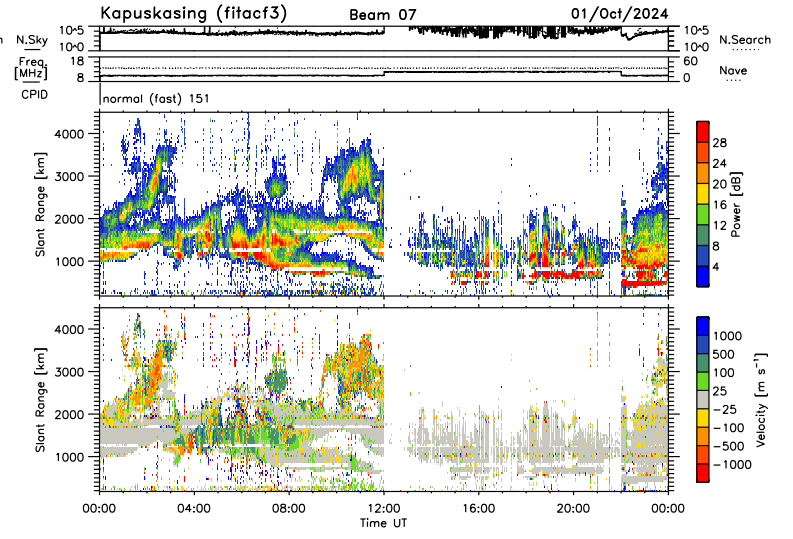 Kapuskasing (fitacf3) Beam 07 01/Oct/2024
n N.Sky 10^5 10^0 10^5 10^0 N.Search
Freq. [MHz] 18 8 60 0 Nave
CPID normal (fast) 151
Slant Range [km] 4000 3000 2000 1000
28 24 20 16 12 8 4 Power [dB]
Slant Range [km] 4000 3000 2000 1000
1000 500 100 25 −25 −100 −500 −1000 Velocity [m s⁻¹]
00:00 04:00 08:00 12:00 16:00 20:00 00:00
Time UT